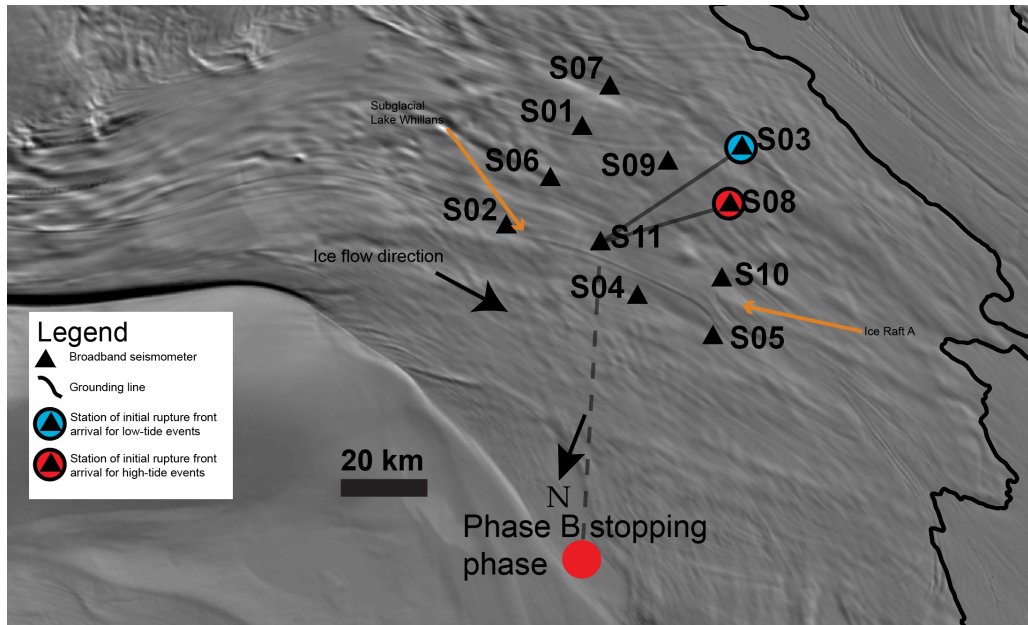 S07
Subglacial
Lake Whillans
S01
S03
S09
S06
S08
S02
S11
Ice flow direction
S10
S04
Ice Raft A
S05
Legend
Broadband seismometer
Grounding line
Station of initial rupture front
arrival for low-tide events
Station of initial rupture front
arrival for high-tide events
20 km
N
Phase B stopping
phase